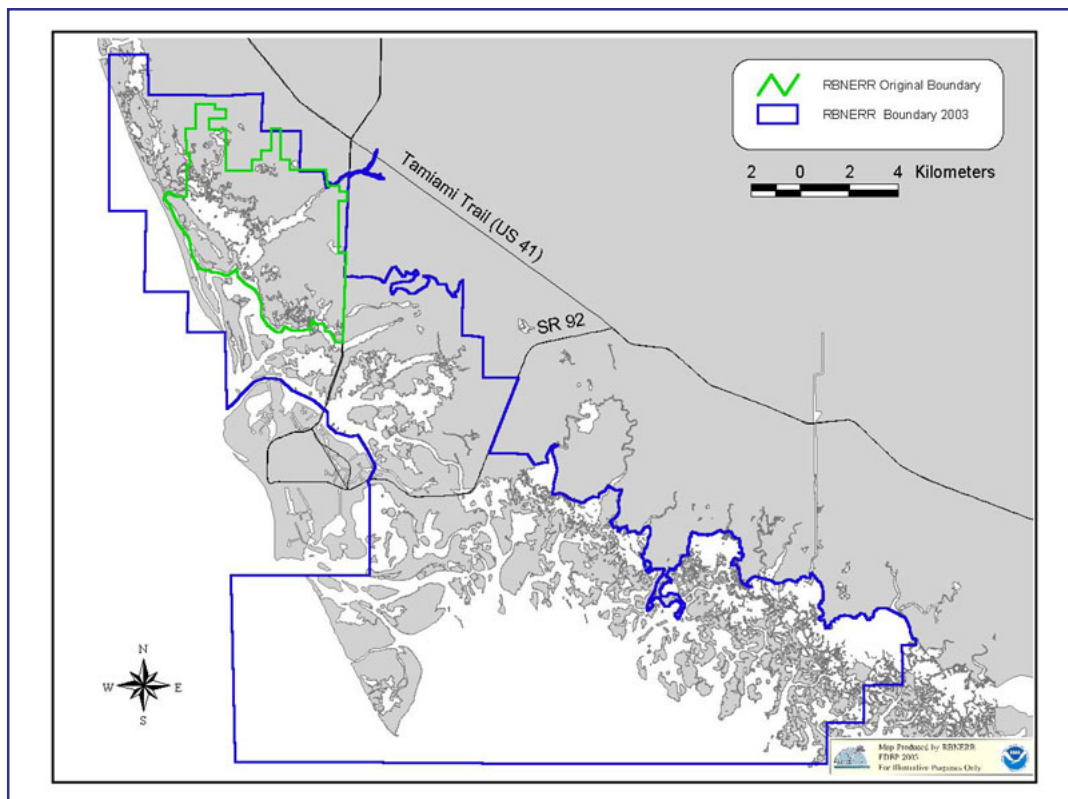 RBNERR Original Boundary
RBNERR Boundary 2003
2 0 2 4 Kilometers
Tamiami Trail (US 41)
SR 92
N
W E
S
Map Produced by RBNERR
FDEP 2003
For Illustrative Purposes Only